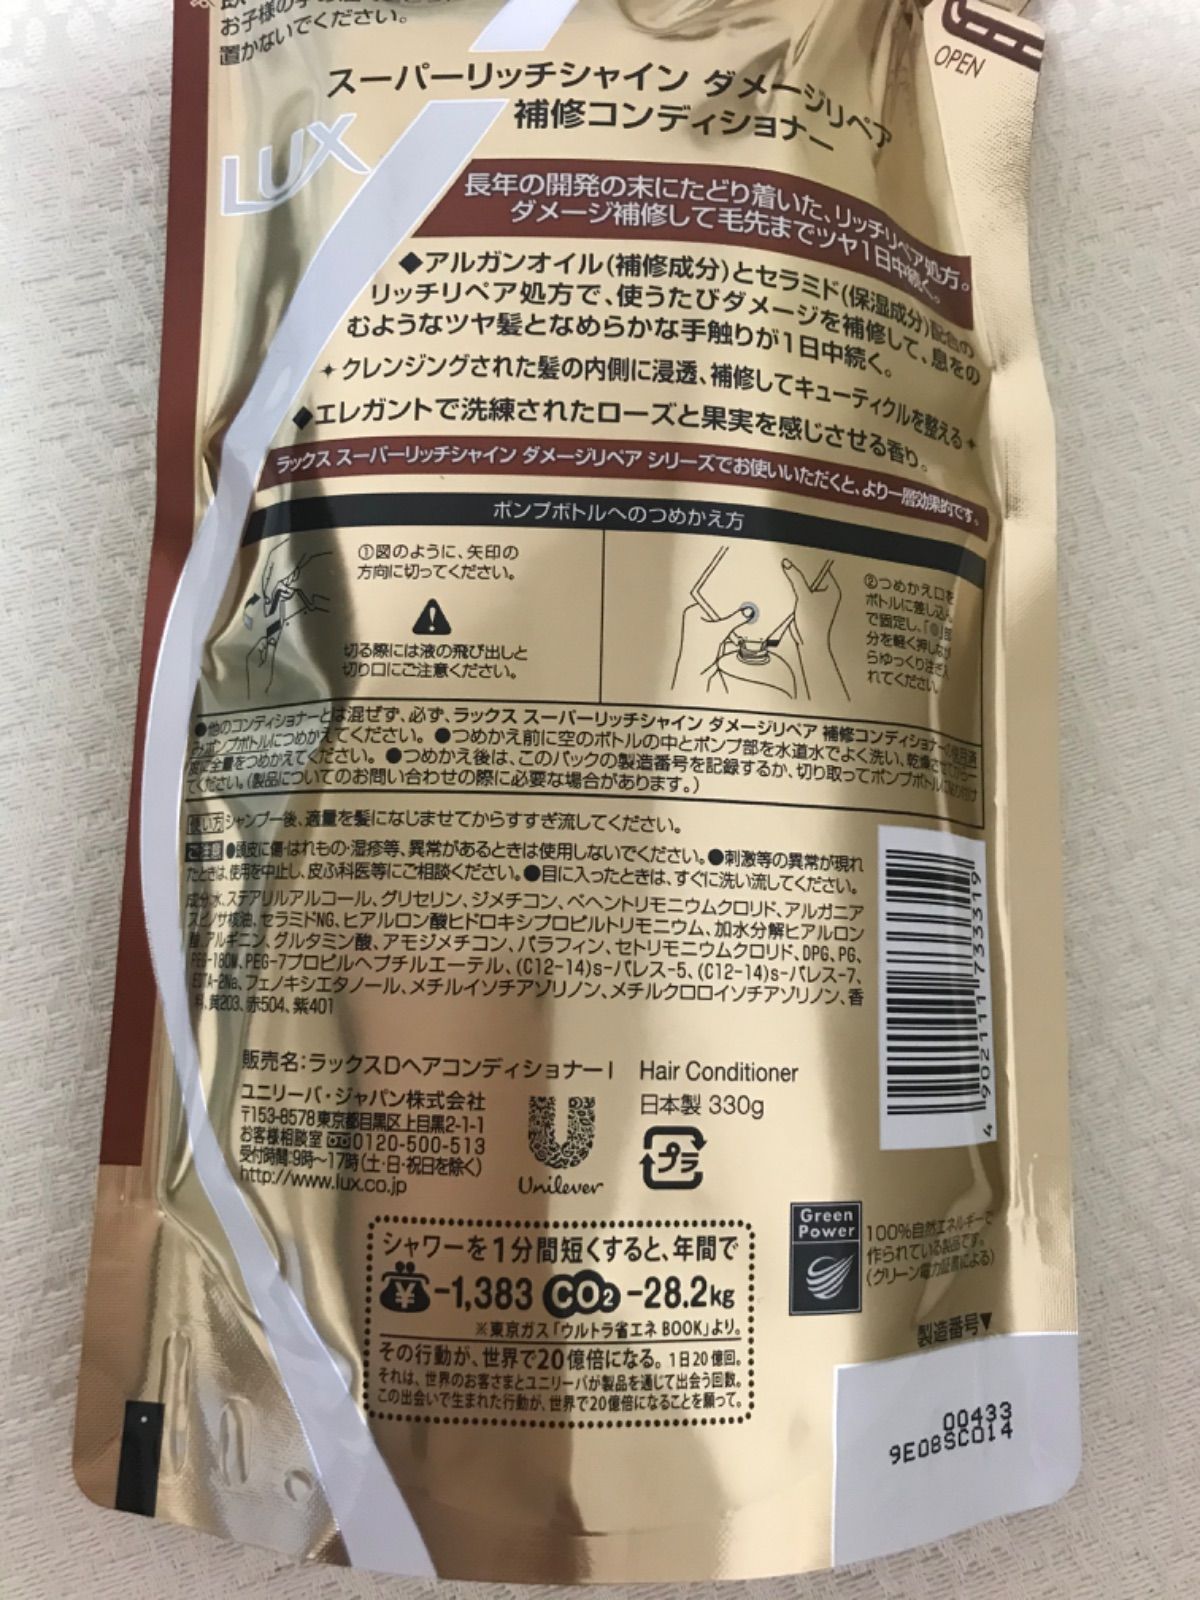 お子様の手の届く
置かないでください。
OPEN
スーパーリッチシャイン ダメージリペア
補修コンディショナー
LUX
長年の開発の末にたどり着いた、リッチリペア処方。
ダメージ補修して毛先までツヤ1日中続く。
◆アルガンオイル(補修成分)とセラミド(保湿成分)配合の
リッチリペア処方で、使うたびダメージを補修して、息をの
むようなツヤ髪となめらかな手触りが1日中続く。
✦クレンジングされた髪の内側に浸透、補修してキューティクルを整える✦
◆エレガントで洗練されたローズと果実を感じさせる香り。
ラックス スーパーリッチシャイン ダメージリペア シリーズでお使いいただくと、より一層効果的です。
ポンプボトルへのつめかえ方
①図のように、矢印の
方向に切ってください。
切る際には液の飛び出しと
切り口にご注意ください。
②つめかえ口を
ボトルに差し込ん
で固定し、「●」部
分を軽く押しなが
らゆっくり注ぎ入
れてください。
●他のコンディショナーとは混ぜず、必ず、ラックス スーパーリッチシャイン ダメージリペア 補修コンディショナーの使用済
みポンプボトルにつめかえてください。●つめかえ前に空のボトルの中とポンプ部を水道水でよく洗い、乾燥させてから一
度に全量をつめかえてください。●つめかえ後は、このパックの製造番号を記録するか、切り取ってポンプボトルに貼り付け
てください。(製品についてのお問い合わせの際に必要な場合があります。)
使い方 シャンプー後、適量を髪になじませてからすすぎ流してください。
ご注意 ●頭皮に傷・はれもの・湿疹等、異常があるときは使用しないでください。●刺激等の異常が現れ
たときは、使用を中止し、皮ふ科医等にご相談ください。●目に入ったときは、すぐに洗い流してください。
成分:水、ステアリルアルコール、グリセリン、ジメチコン、ベヘントリモニウムクロリド、アルガニア
スピノサ核油、セラミドNG、ヒアルロン酸ヒドロキシプロピルトリモニウム、加水分解ヒアルロン
酸、アルギニン、グルタミン酸、アモジメチコン、パラフィン、セトリモニウムクロリド、DPG、PG、
PEG-180M、PEG-7プロピルヘプチルエーテル、(C12-14)s-パレス-5、(C12-14)s-パレス-7、
EDTA-2Na、フェノキシエタノール、メチルイソチアゾリノン、メチルクロロイソチアゾリノン、香
料、黄203、赤504、紫401
販売名:ラックスDヘアコンディショナーI
Hair Conditioner
ユニリーバ・ジャパン株式会社
〒153-8578 東京都目黒区上目黒2-1-1
お客様相談室 0120-500-513
受付時間:9時～17時(土・日・祝日を除く)
http://www.lux.co.jp
Unilever
日本製 330g
プラ
4 902111 733319
シャワーを1分間短くすると、年間で
¥ -1,383 CO2 -28.2kg
※東京ガス「ウルトラ省エネ BOOK」より。
その行動が、世界で20億倍になる。1日20億回。
それは、世界のお客さまとユニリーバが製品を通じて出会う回数。
この出会いで生まれた行動が、世界で20億倍になることを願って。
Green
Power
100%自然エネルギーで
作られている製品です。
(グリーン電力証書による)
製造番号▼
00433
9E08SC014